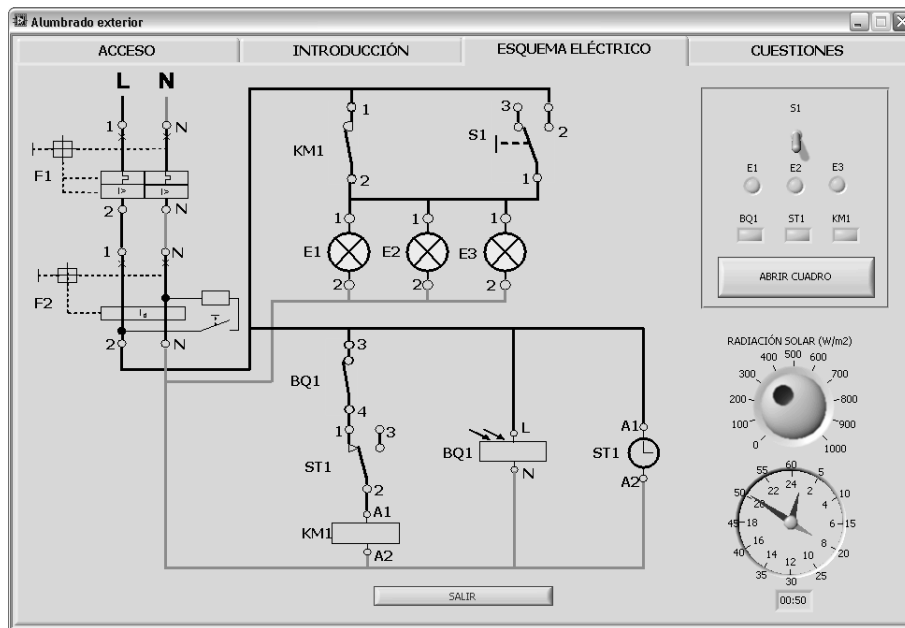 Alumbrado exterior
ACCESO
INTRODUCCIÓN
ESQUEMA ELÉCTRICO
CUESTIONES
L N
1 N
F1
I> I>
2 N
1 N
F2
Id
2 N
1
KM1
2
3
2
S1
1
1 1 1
E1 E2 E3
2 2 2
3
BQ1
4
1 3
ST1
2
A1
KM1
A2
L
BQ1
N
A1
ST1
A2
S1
E1 E2 E3
BQ1 ST1 KM1
ABRIR CUADRO
RADIACIÓN SOLAR (W/m2)
0 100 200 300 400 500 600 700 800 900 1000
60 5 10 15 20 25 30 35 40 45 50 55
24 2 4 6 8 10 12 14 16 18 20 22
00:50
SALIR